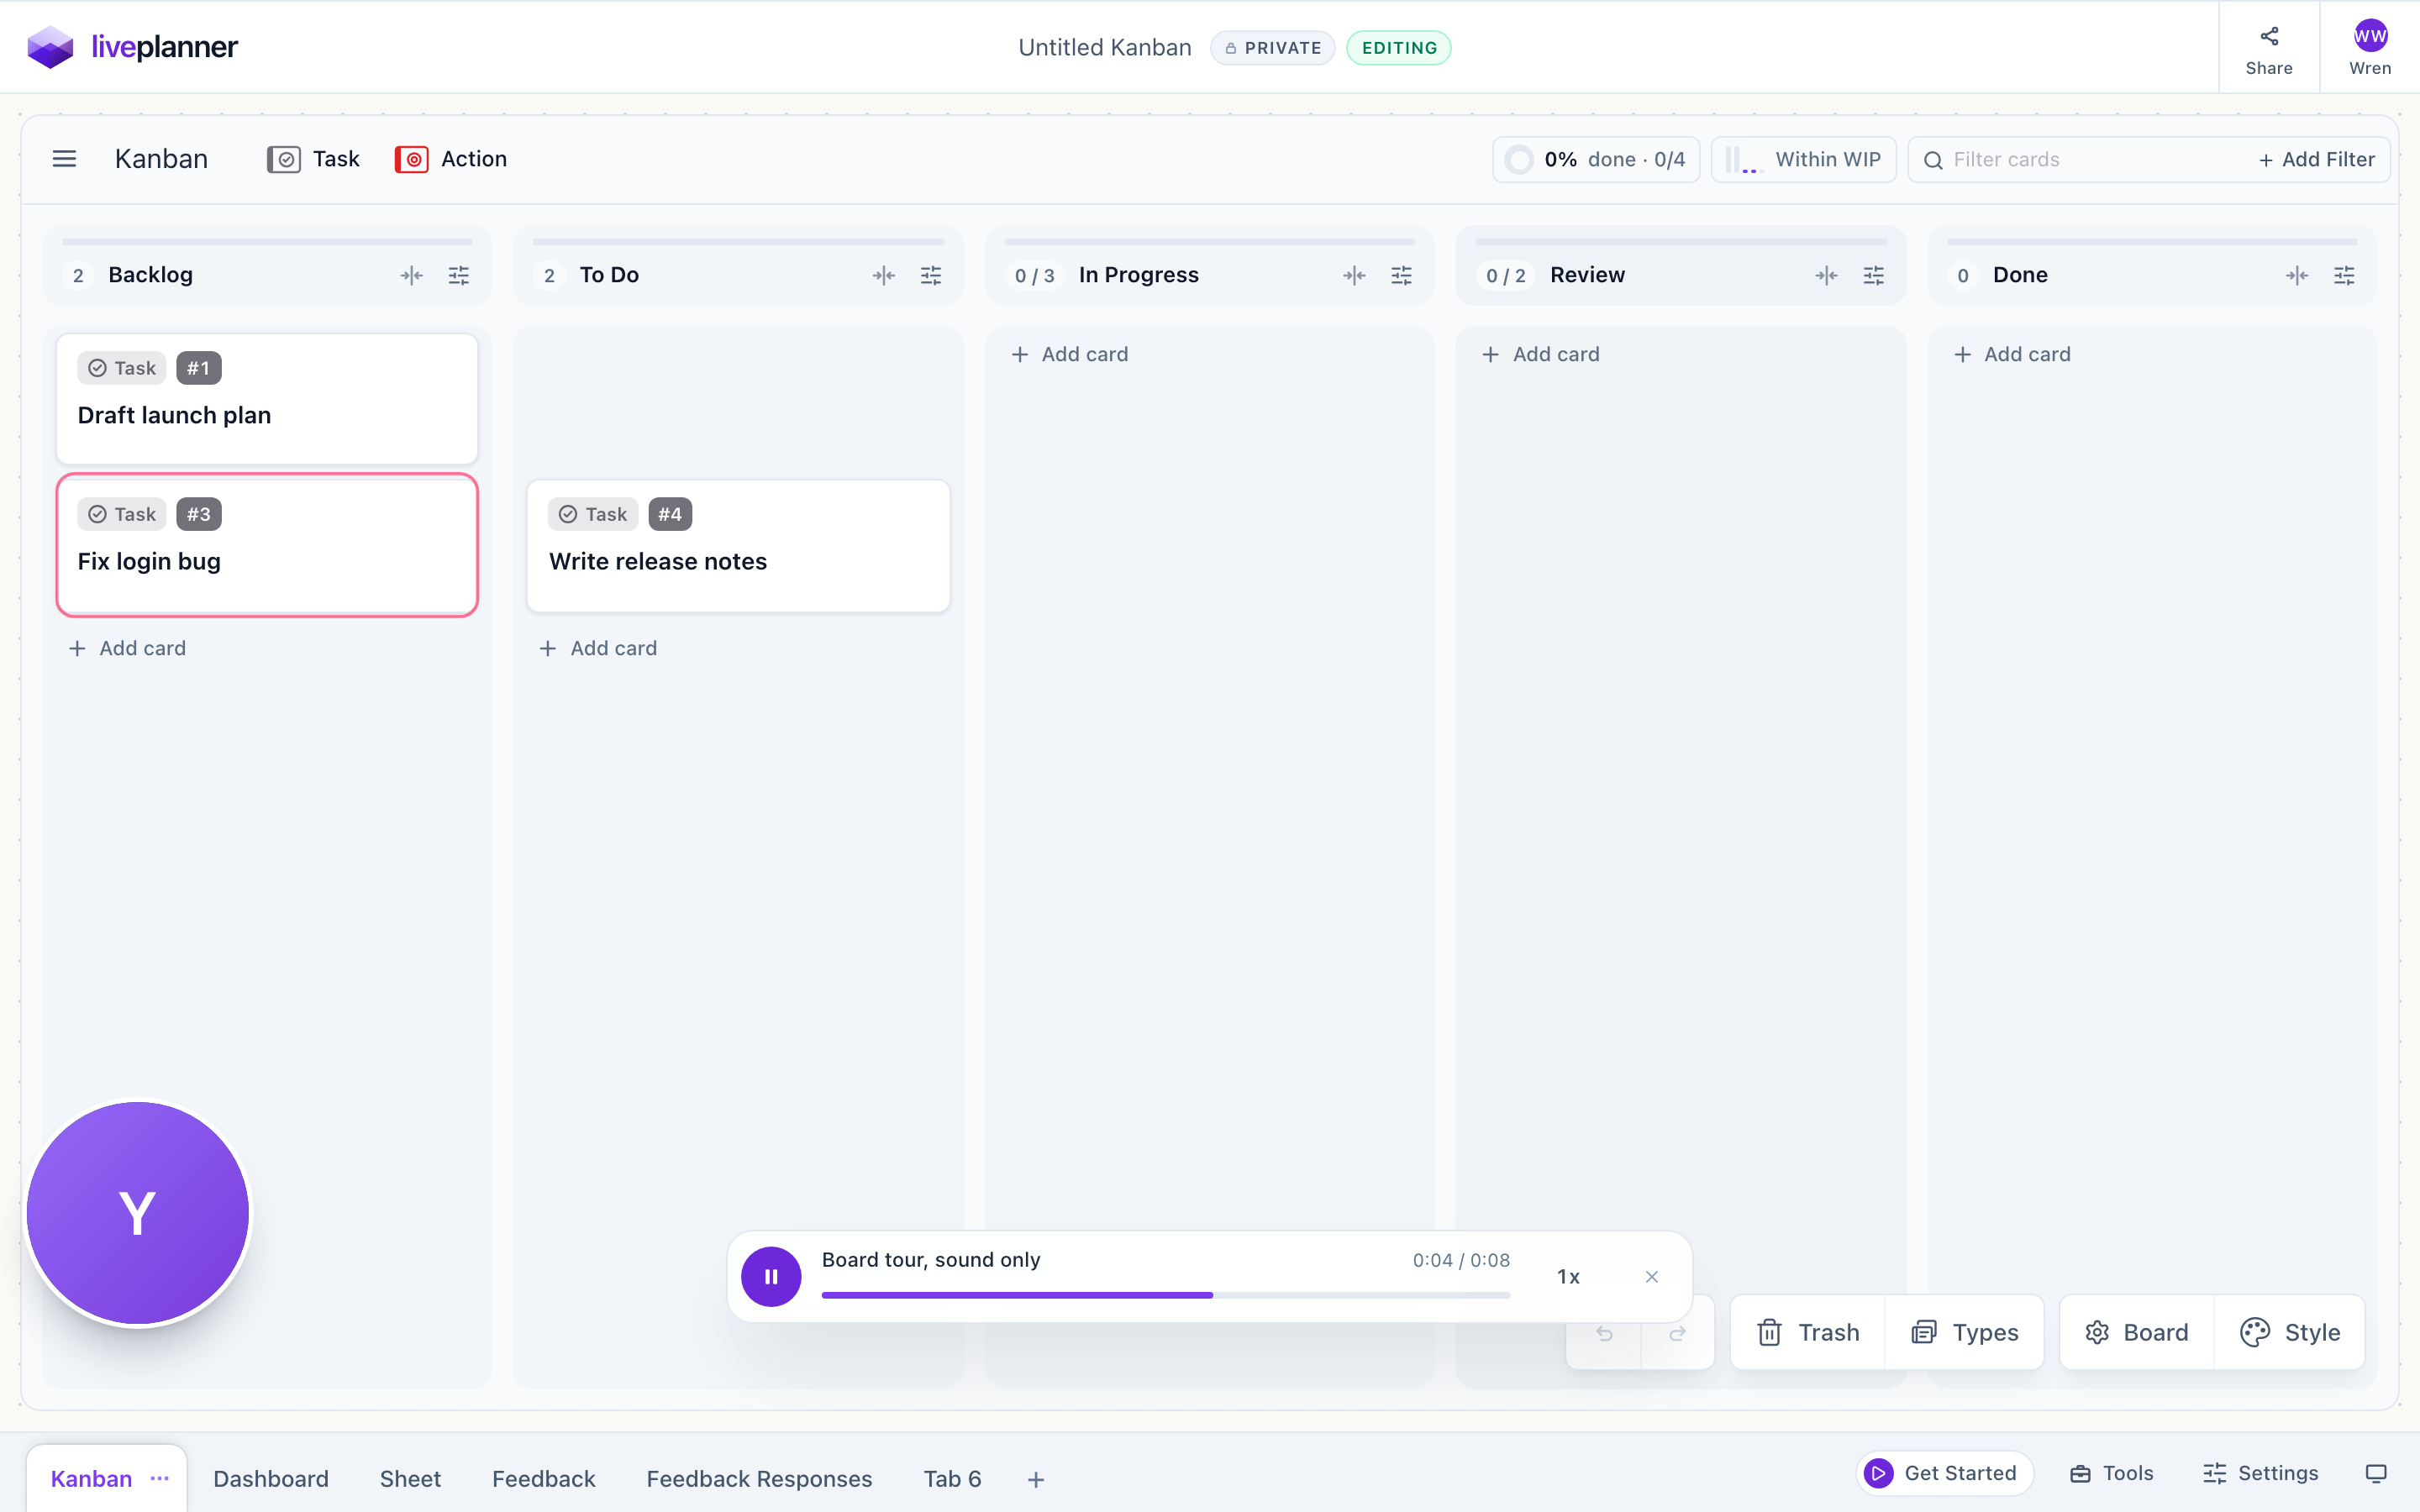 liveplanner
Untitled Kanban
PRIVATE
EDITING
Share
WW
Wren
Kanban
Task
Action
0% done · 0/4
Within WIP
Filter cards
+ Add Filter
2 Backlog
2 To Do
0 / 3 In Progress
0 / 2 Review
0 Done
Task #1
Draft launch plan
Task #3
Fix login bug
+ Add card
Task #4
Write release notes
+ Add card
+ Add card
+ Add card
+ Add card
Y
Board tour, sound only
0:04 / 0:08
1x
Trash
Types
Board
Style
Kanban ...
Dashboard
Sheet
Feedback
Feedback Responses
Tab 6
+
Get Started
Tools
Settings